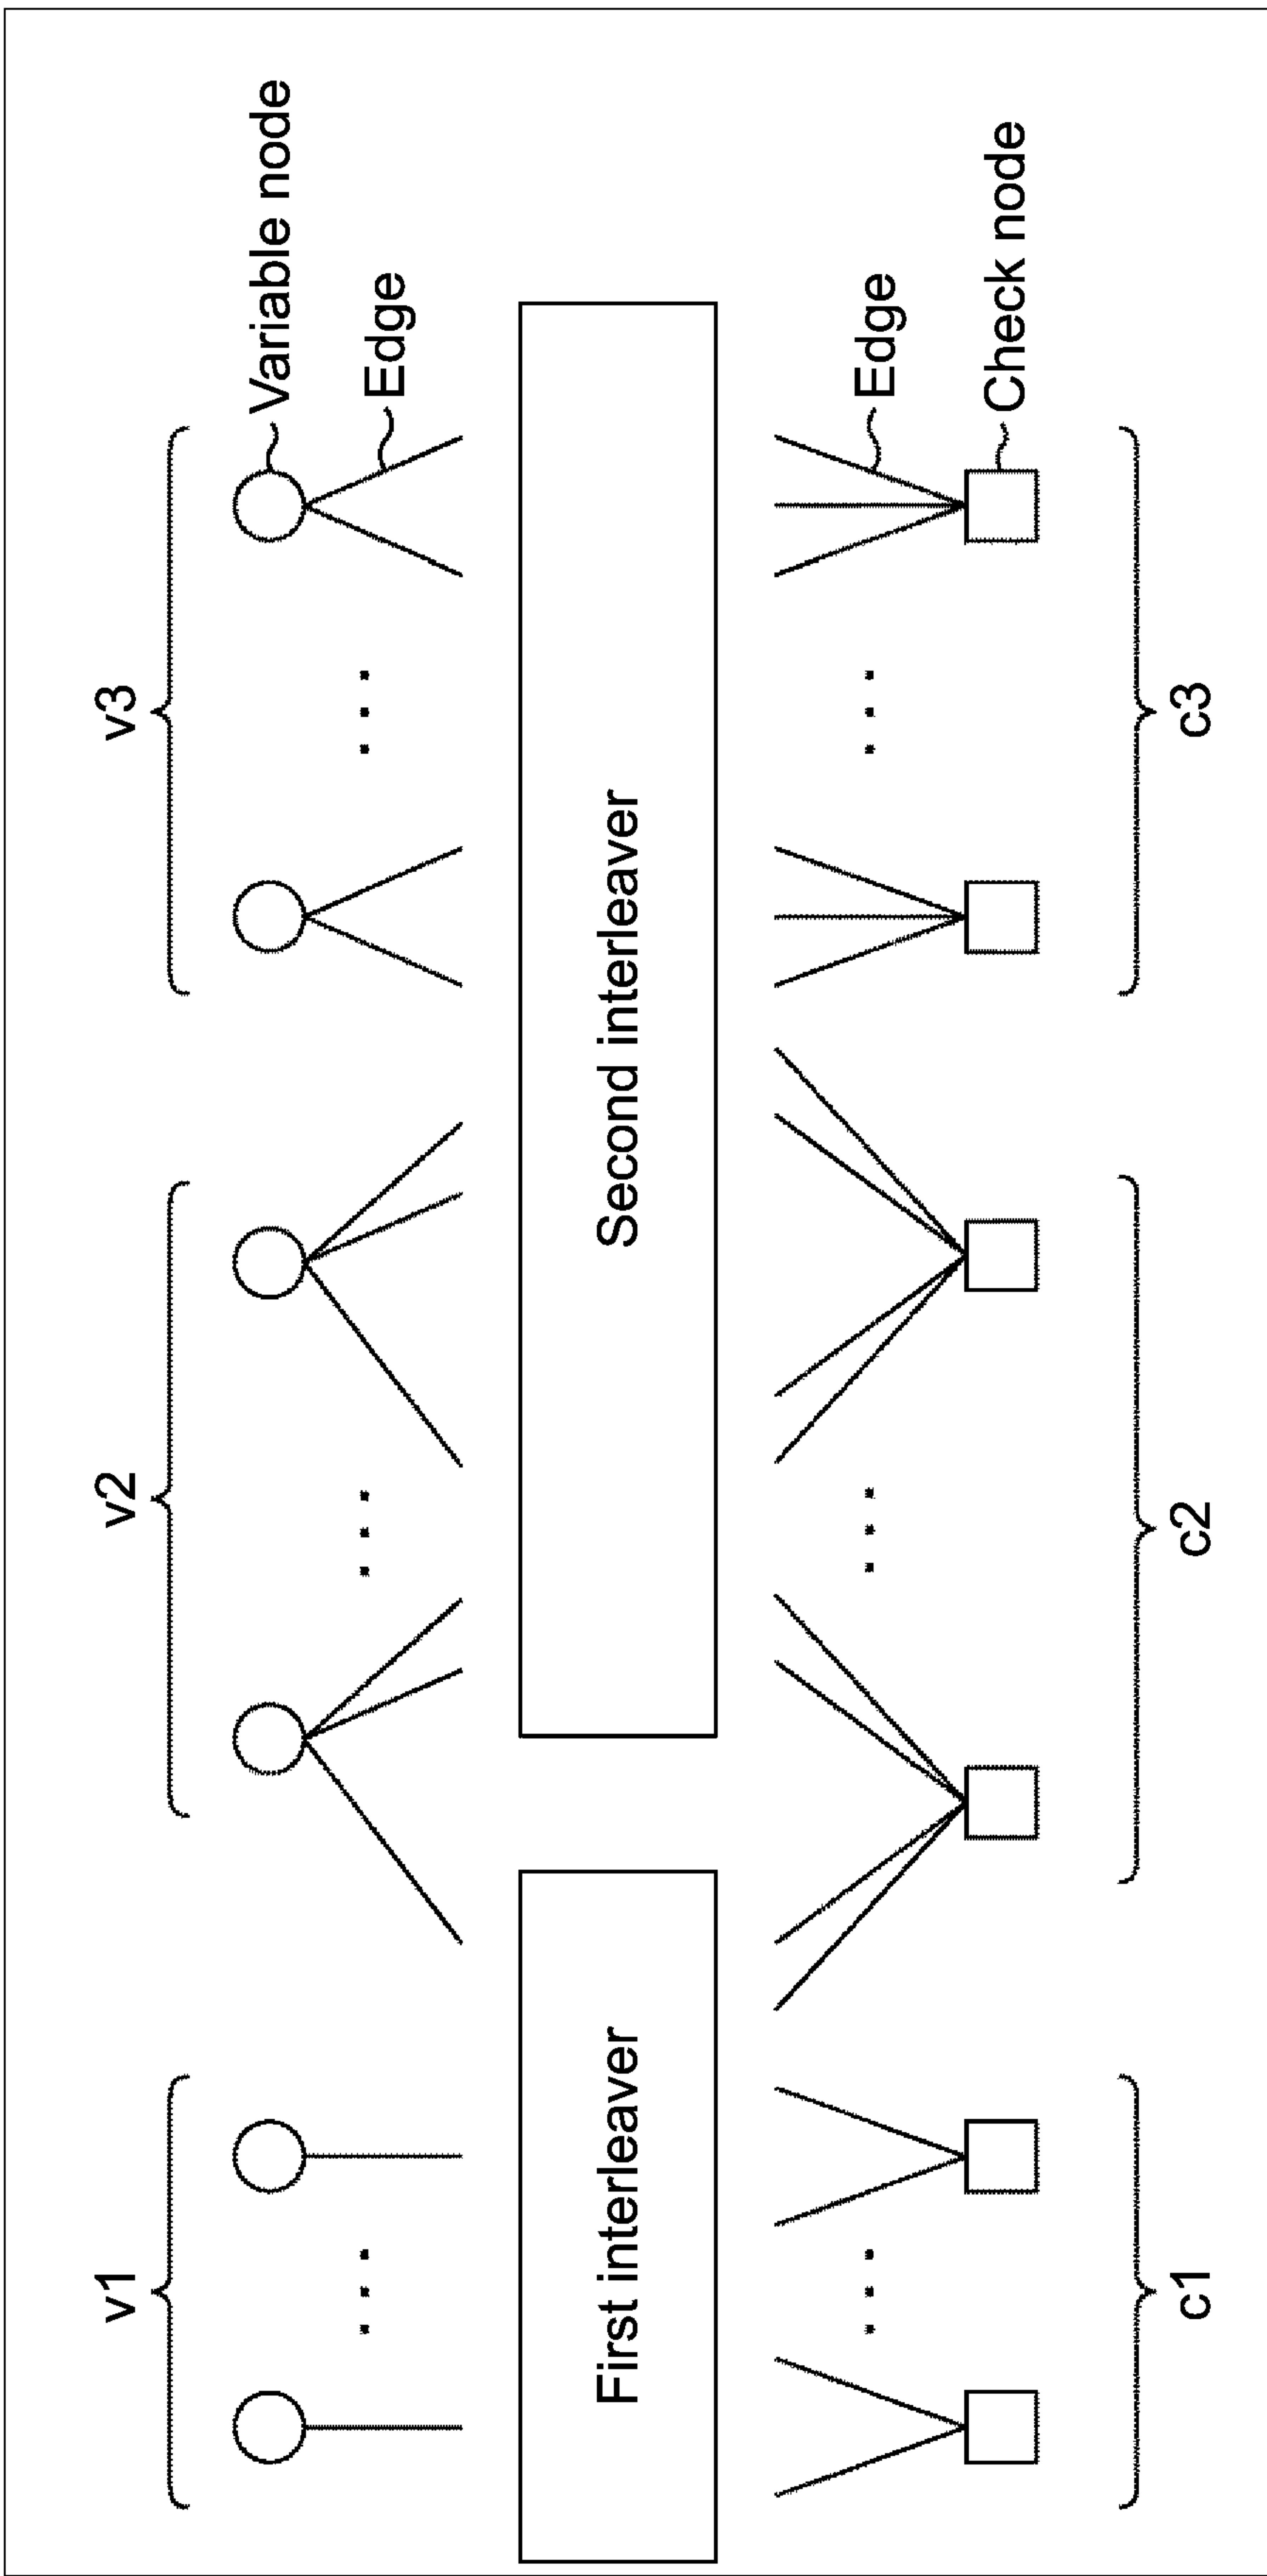 v1
v2
v3
Variable node
Edge
First interleaver
Second interleaver
Edge
Check node
c1
c2
c3